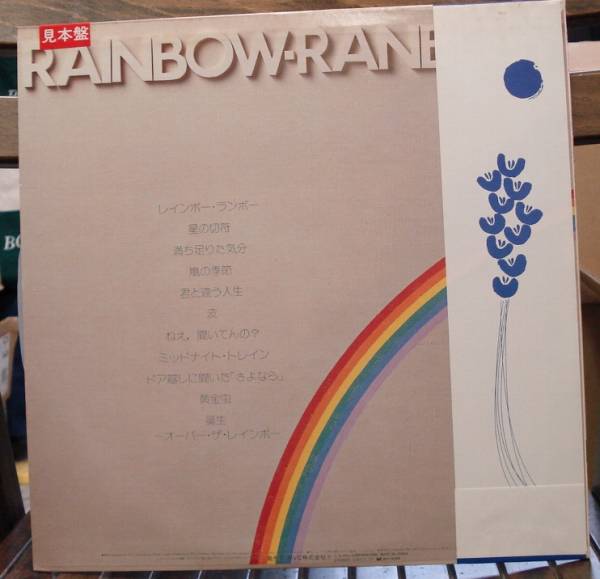 見本盤
RAINBOW-RANB
レインボー・ランボー
星の切符
満ち足りた気分
嵐の季節
君と違う人生
波
ねえ，聞いてんの？
ミッドナイト・トレイン
ドア越しに聞いた「さよなら」
黄金虫
～オーバー・ザ・レインボー